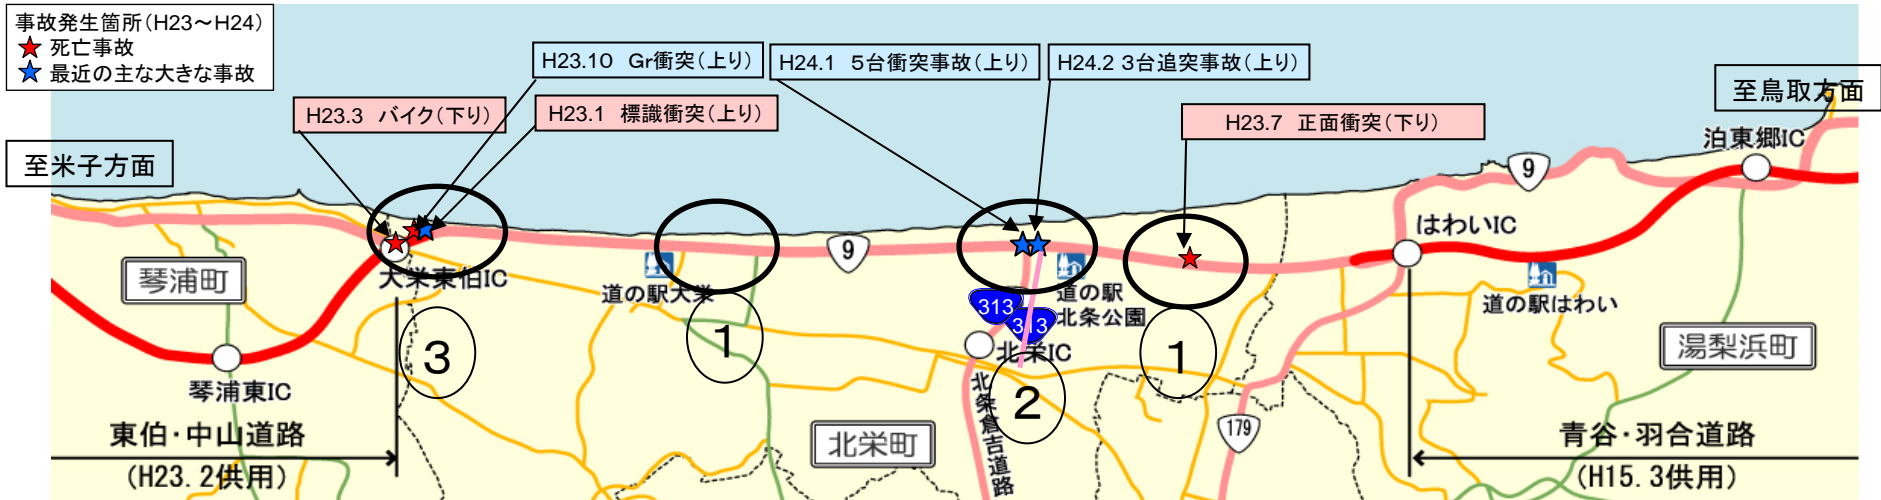 事故発生箇所(H23～H24)
★ 死亡事故
★ 最近の主な大きな事故
H23.10 Gr衝突(上り)
H24.1 5台衝突事故(上り)
H24.2 3台追突事故(上り)
至鳥取方面
H23.3 バイク(下り)
H23.1 標識衝突(上り)
H23.7 正面衝突(下り)
至米子方面
泊東郷IC
9
はわいIC
9
琴浦町
大栄東伯IC
道の駅大栄
道の駅
北条公園
道の駅はわい
313
313
3
1
北栄IC
1
湯梨浜町
琴浦東IC
2
北条倉吉道路
179
東伯・中山道路
(H23.2供用)
北栄町
青谷・羽合道路
(H15.3供用)